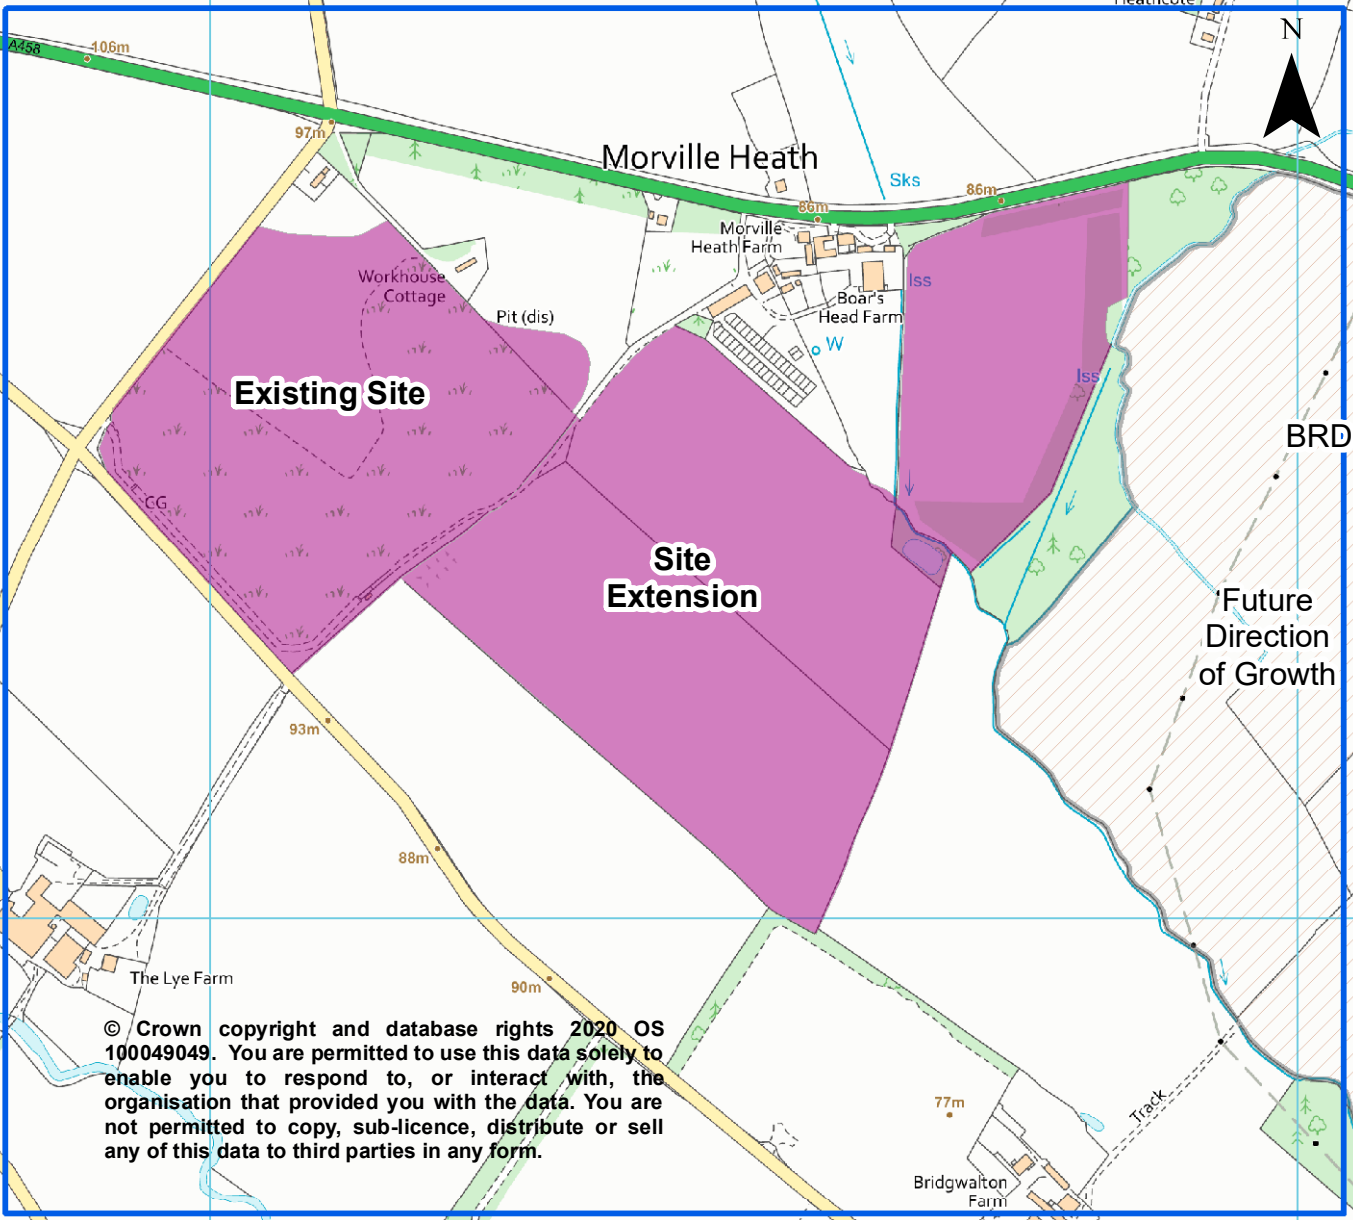 Heathcote
N
A458
106m
97m
Morville Heath
Sks
86m
86m
Morville
Heath Farm
Workhouse
Cottage
Iss
Boar's
Head Farm
Pit (dis)
W
Iss
Existing Site
BRD
CG
Site
Extension
Future
Direction
of Growth
93m
88m
The Lye Farm
90m
© Crown copyright and database rights 2020 OS
100049049. You are permitted to use this data solely to
enable you to respond to, or interact with, the
organisation that provided you with the data. You are
not permitted to copy, sub-licence, distribute or sell
any of this data to third parties in any form.
77m
Track
Bridgwalton
Farm